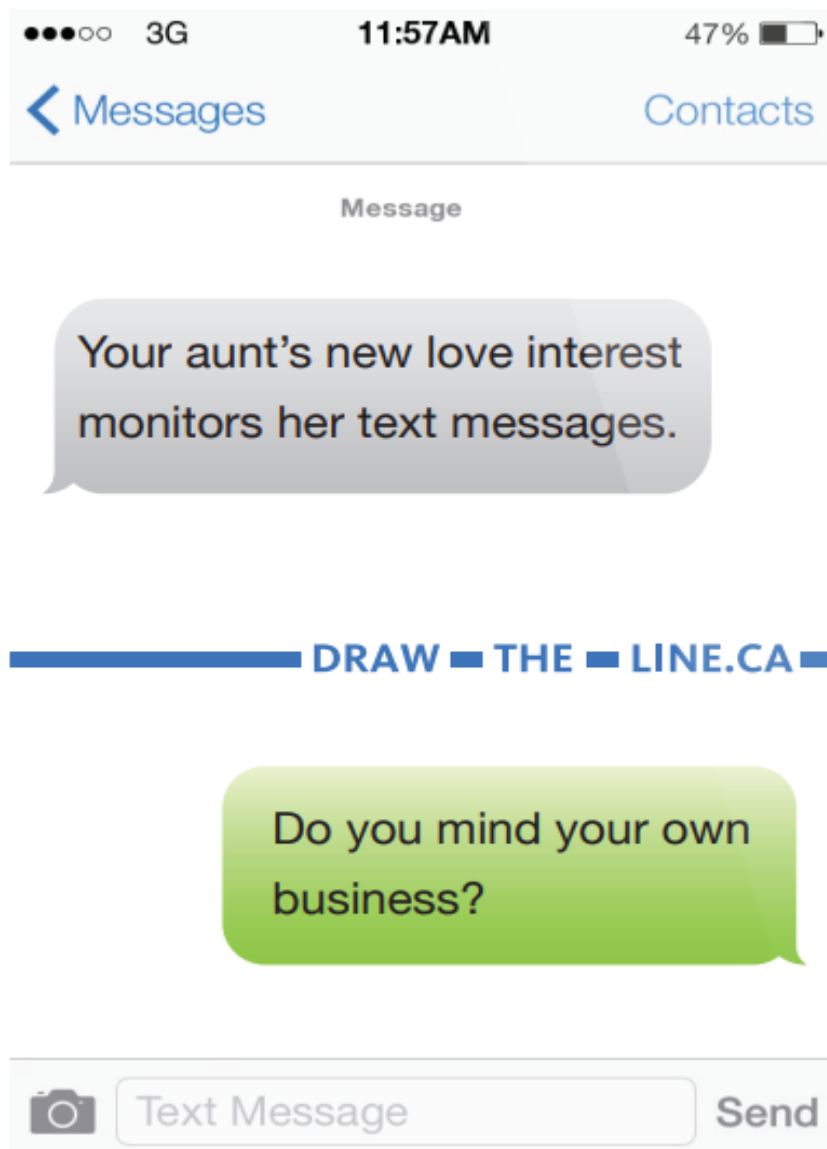 3G 11:57AM 47%
Messages Contacts
Message
Your aunt’s new love interest
monitors her text messages.
DRAW THE LINE.CA
Do you mind your own
business?
Text Message Send